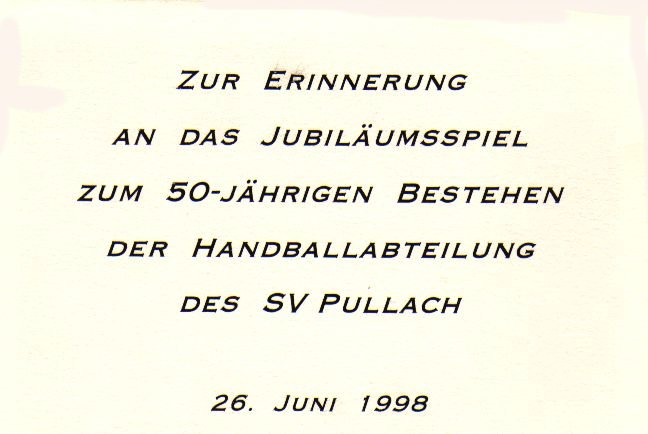 Zur Erinnerung
an das Jubiläumsspiel
zum 50-jährigen Bestehen
der Handballabteilung
des SV Pullach
26. Juni 1998